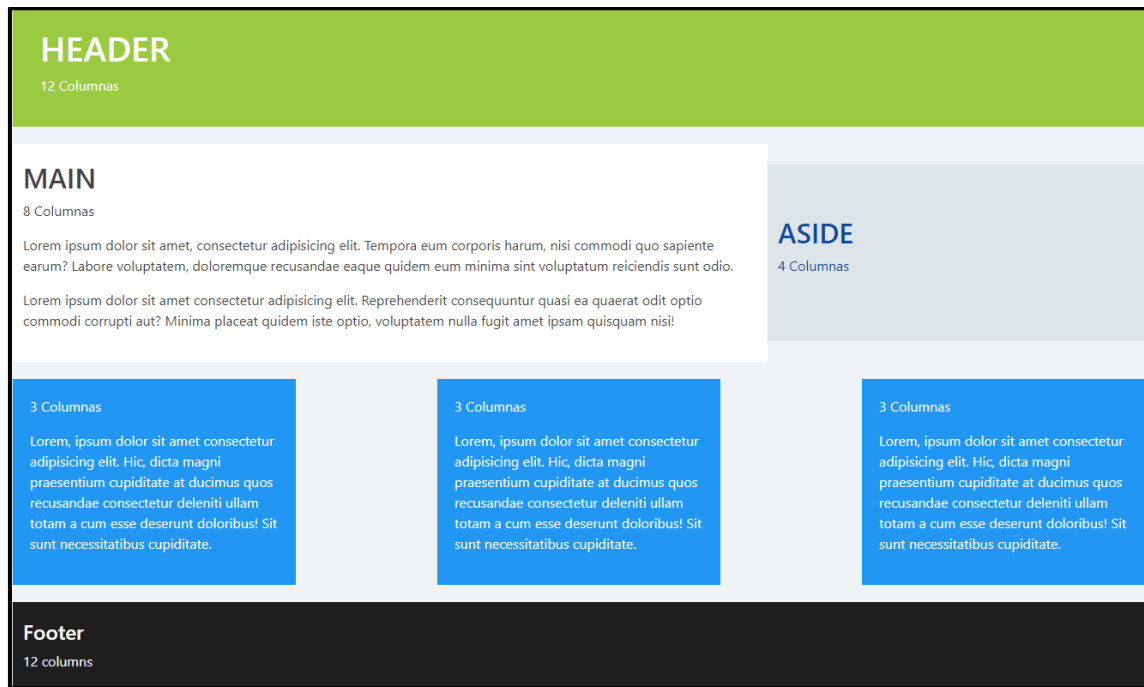 HEADER
12 Columnas
MAIN
8 Columnas
Lorem ipsum dolor sit amet, consectetur adipisicing elit. Tempora eum corporis harum, nisi commodi quo sapiente
earum? Labore voluptatem, doloremque recusandae eaque quidem eum minima sint voluptatum reiciendis sunt odio.
Lorem ipsum dolor sit amet consectetur adipisicing elit. Reprehenderit consequuntur quasi ea quaerat odit optio
commodi corrupti aut? Minima placeat quidem iste optio, voluptatem nulla fugit amet ipsam quisquam nisi!
ASIDE
4 Columnas
3 Columnas
Lorem, ipsum dolor sit amet consectetur
adipisicing elit. Hic, dicta magni
praesentium cupiditate at ducimus quos
recusandae consectetur deleniti ullam
totam a cum esse deserunt doloribus! Sit
sunt necessitatibus cupiditate.
3 Columnas
Lorem, ipsum dolor sit amet consectetur
adipisicing elit. Hic, dicta magni
praesentium cupiditate at ducimus quos
recusandae consectetur deleniti ullam
totam a cum esse deserunt doloribus! Sit
sunt necessitatibus cupiditate.
3 Columnas
Lorem, ipsum dolor sit amet consectetur
adipisicing elit. Hic, dicta magni
praesentium cupiditate at ducimus quos
recusandae consectetur deleniti ullam
totam a cum esse deserunt doloribus! Sit
sunt necessitatibus cupiditate.
Footer
12 columns